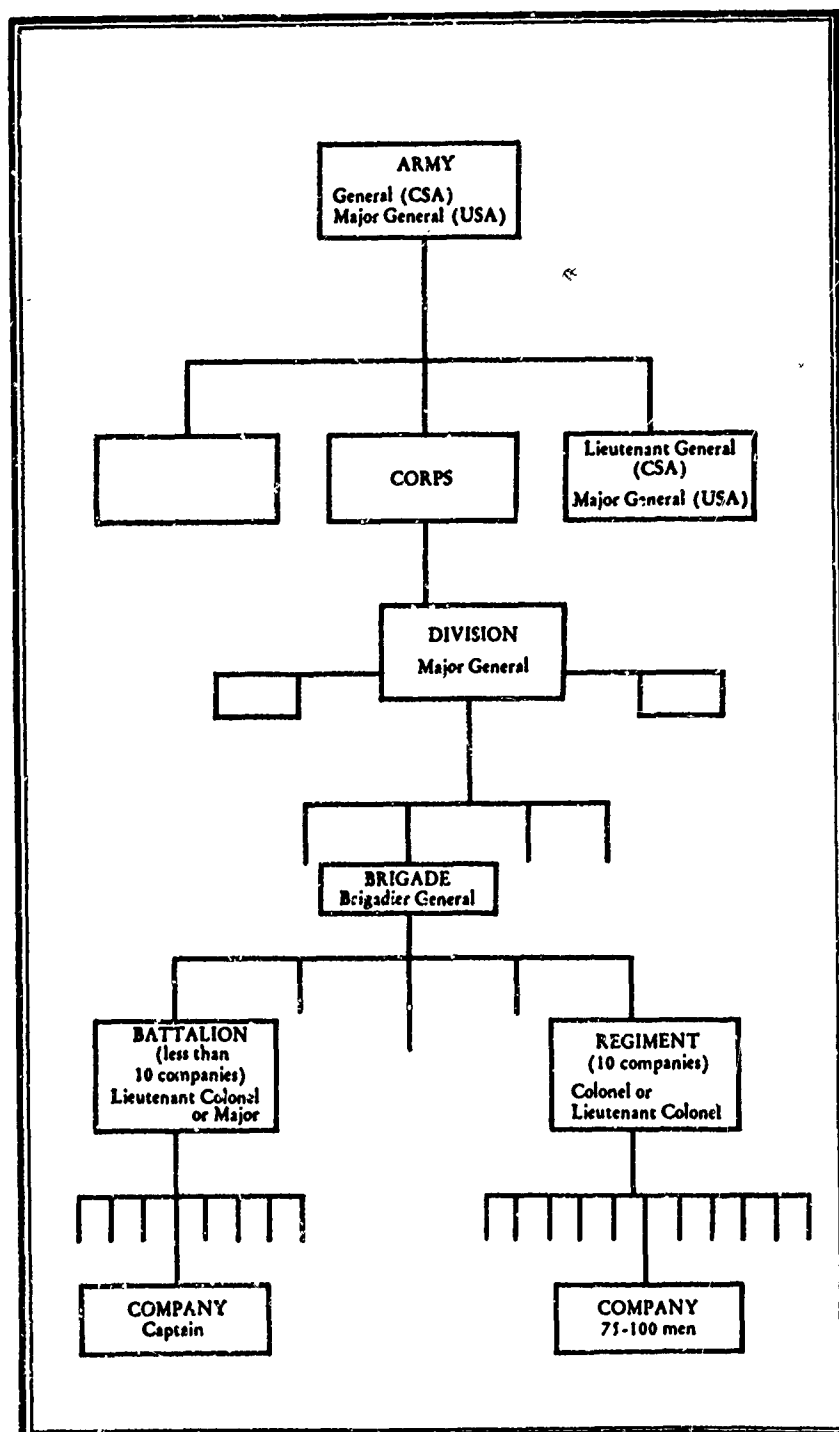 ARMY
General (CSA)
Major General (USA)
CORPS
Lieutenant General
(CSA)
Major General (USA)
DIVISION
Major General
BRIGADE
Brigadier General
BATTALION
(less than
10 companies)
Lieutenant Colonel
or Major
REGIMENT
(10 companies)
Colonel or
Lieutenant Colonel
COMPANY
Captain
COMPANY
75-100 men